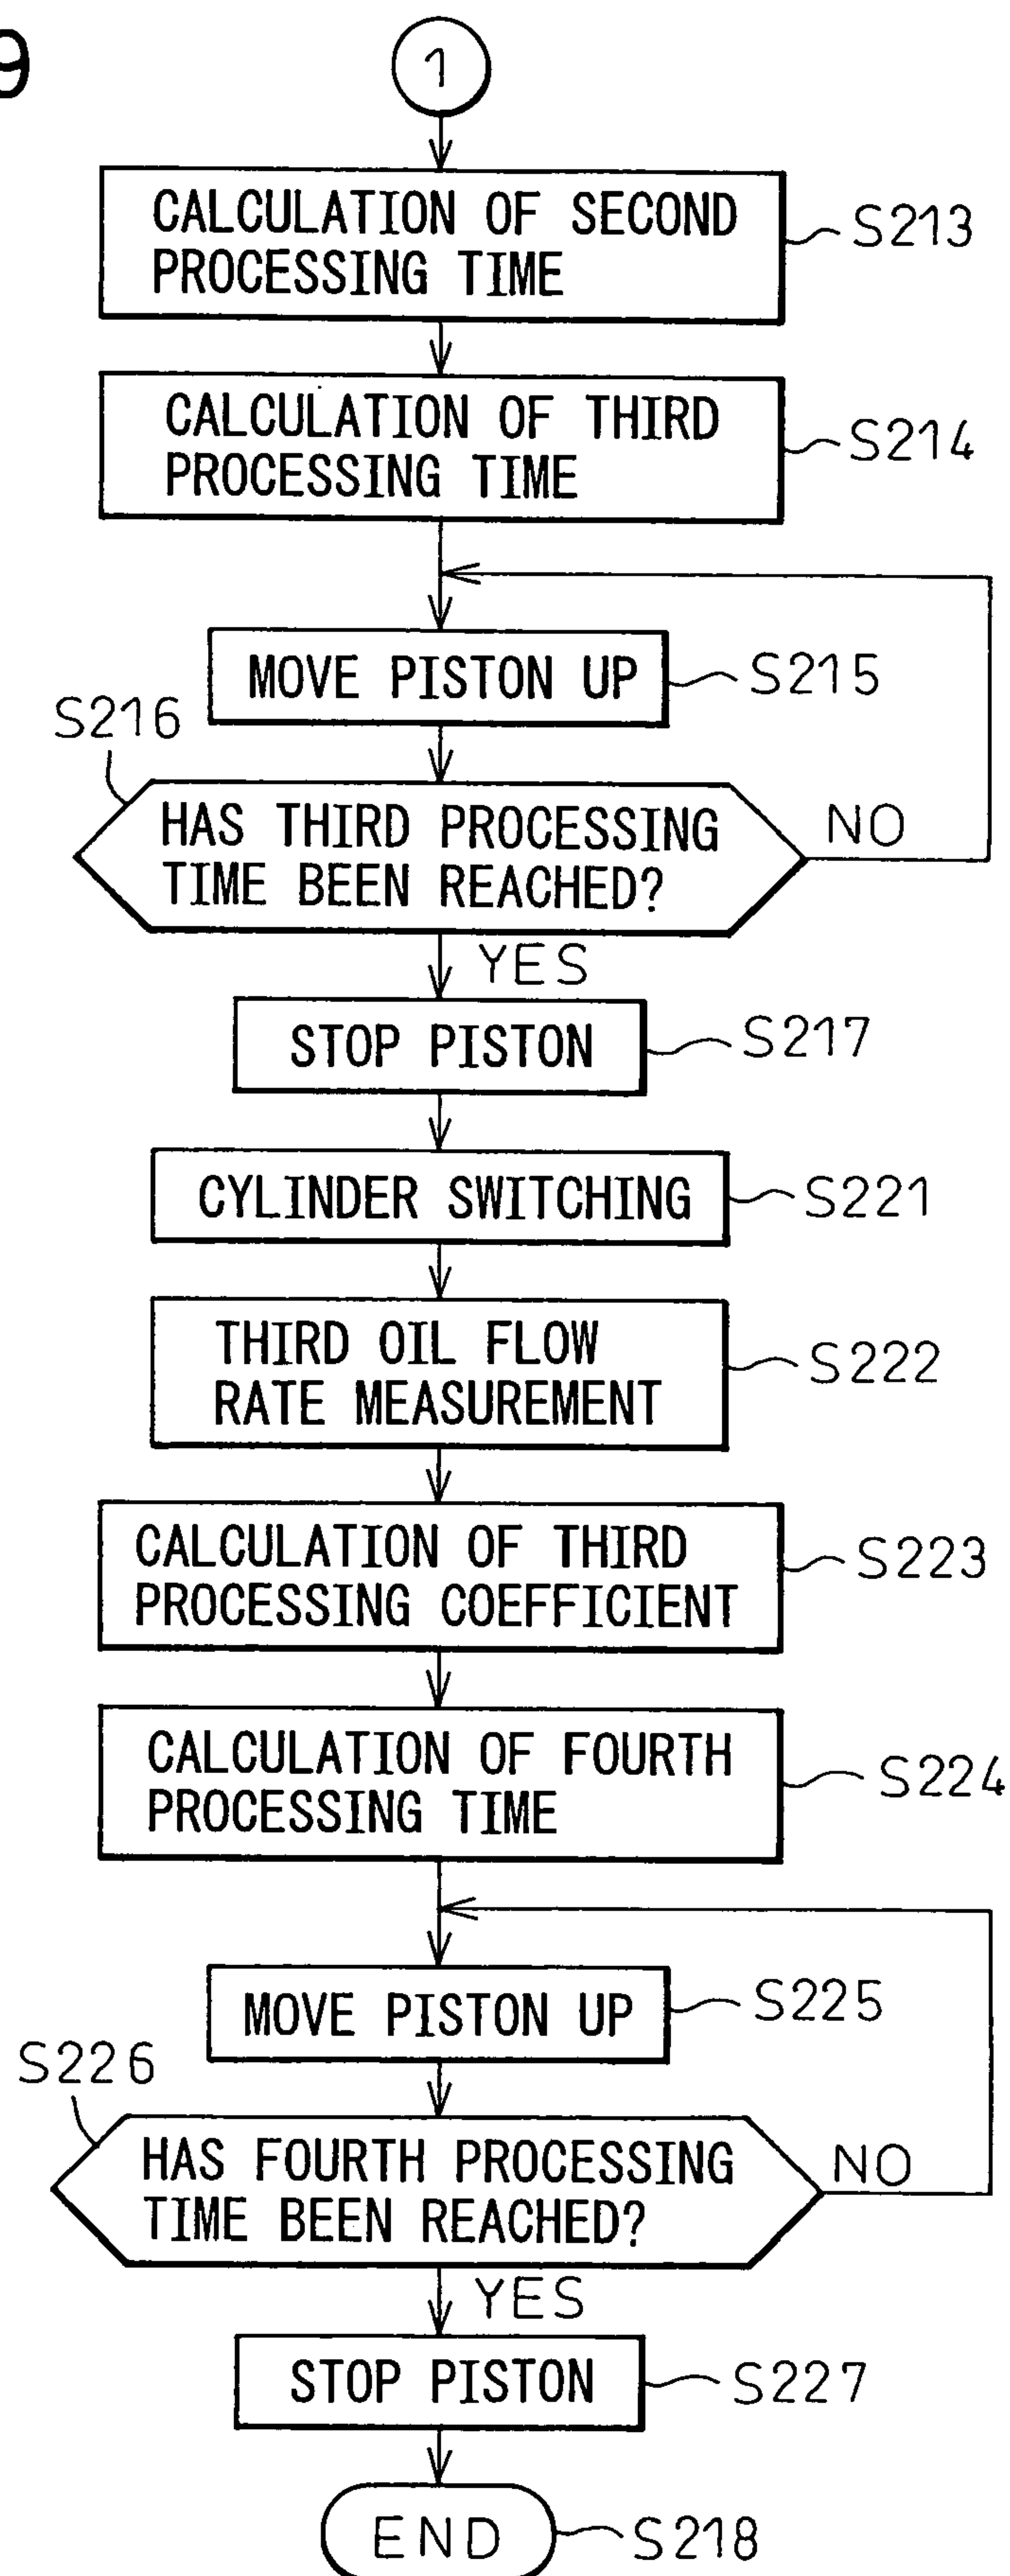 9
1
CALCULATION OF SECOND
PROCESSING TIME
S213
CALCULATION OF THIRD
PROCESSING TIME
S214
MOVE PISTON UP
S215
S216
HAS THIRD PROCESSING
TIME BEEN REACHED?
NO
YES
STOP PISTON
S217
CYLINDER SWITCHING
S221
THIRD OIL FLOW
RATE MEASUREMENT
S222
CALCULATION OF THIRD
PROCESSING COEFFICIENT
S223
CALCULATION OF FOURTH
PROCESSING TIME
S224
MOVE PISTON UP
S225
S226
HAS FOURTH PROCESSING
TIME BEEN REACHED?
NO
YES
STOP PISTON
S227
END
S218